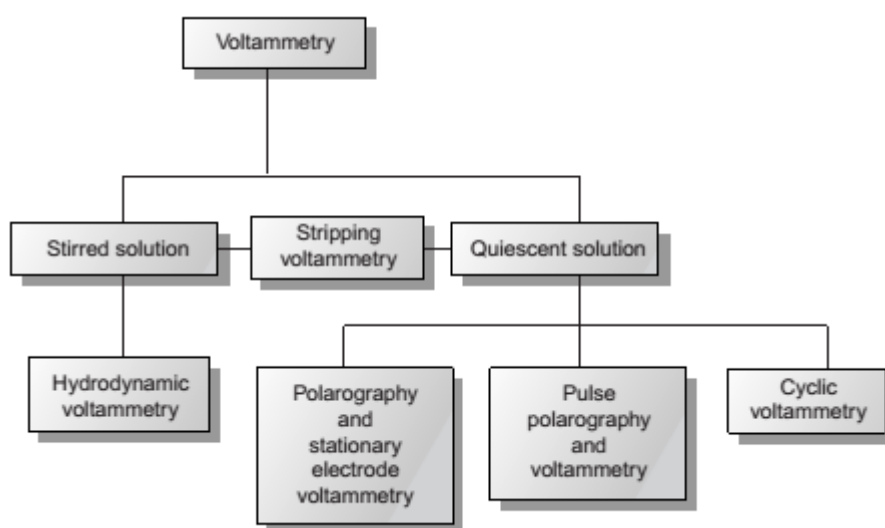 Voltammetry
Stirred solution
Stripping
voltammetry
Quiescent solution
Hydrodynamic
voltammetry
Polarography
and
stationary
electrode
voltammetry
Pulse
polarography
and
voltammetry
Cyclic
voltammetry